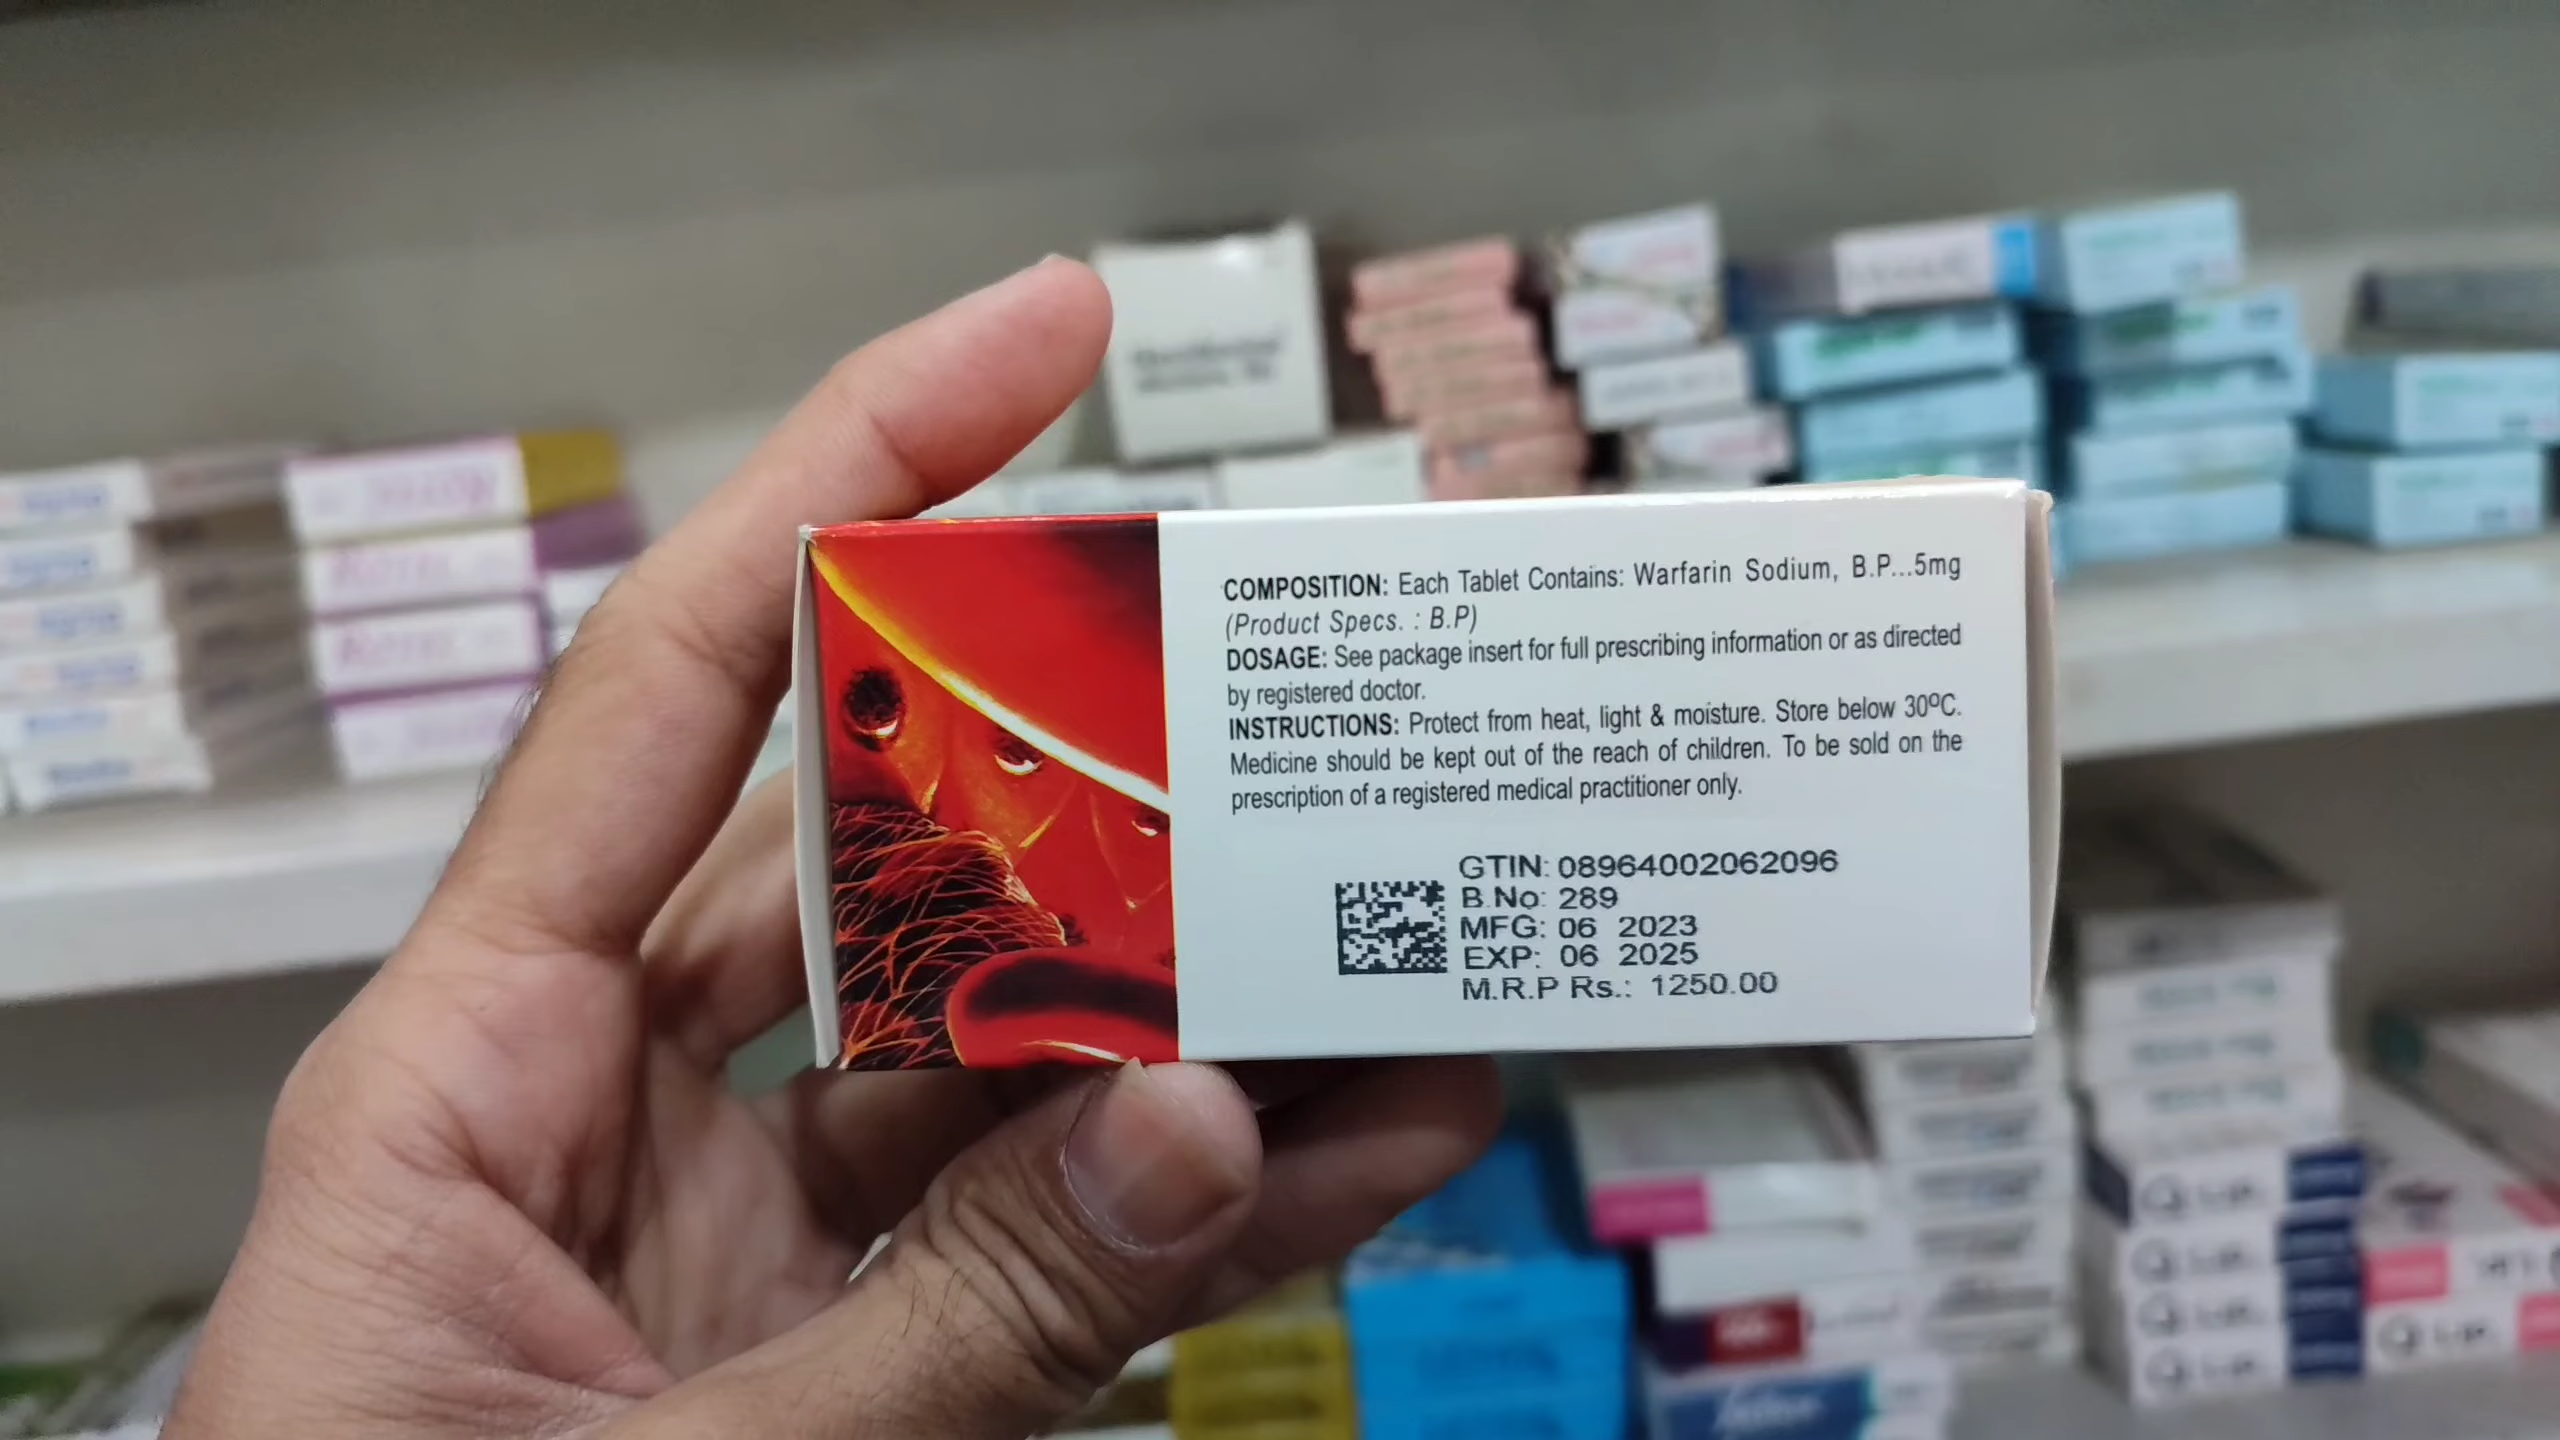 COMPOSITION: Each Tablet Contains: Warfarin Sodium, B.P...5mg
(Product Specs. : B.P)
DOSAGE: See package insert for full prescribing information or as directed
by registered doctor.
INSTRUCTIONS: Protect from heat, light & moisture. Store below 30ºC.
Medicine should be kept out of the reach of children. To be sold on the
prescription of a registered medical practitioner only.
GTIN: 08964002062096
B.No: 289
MFG: 06 2023
EXP: 06 2025
M.R.P Rs.: 1250.00